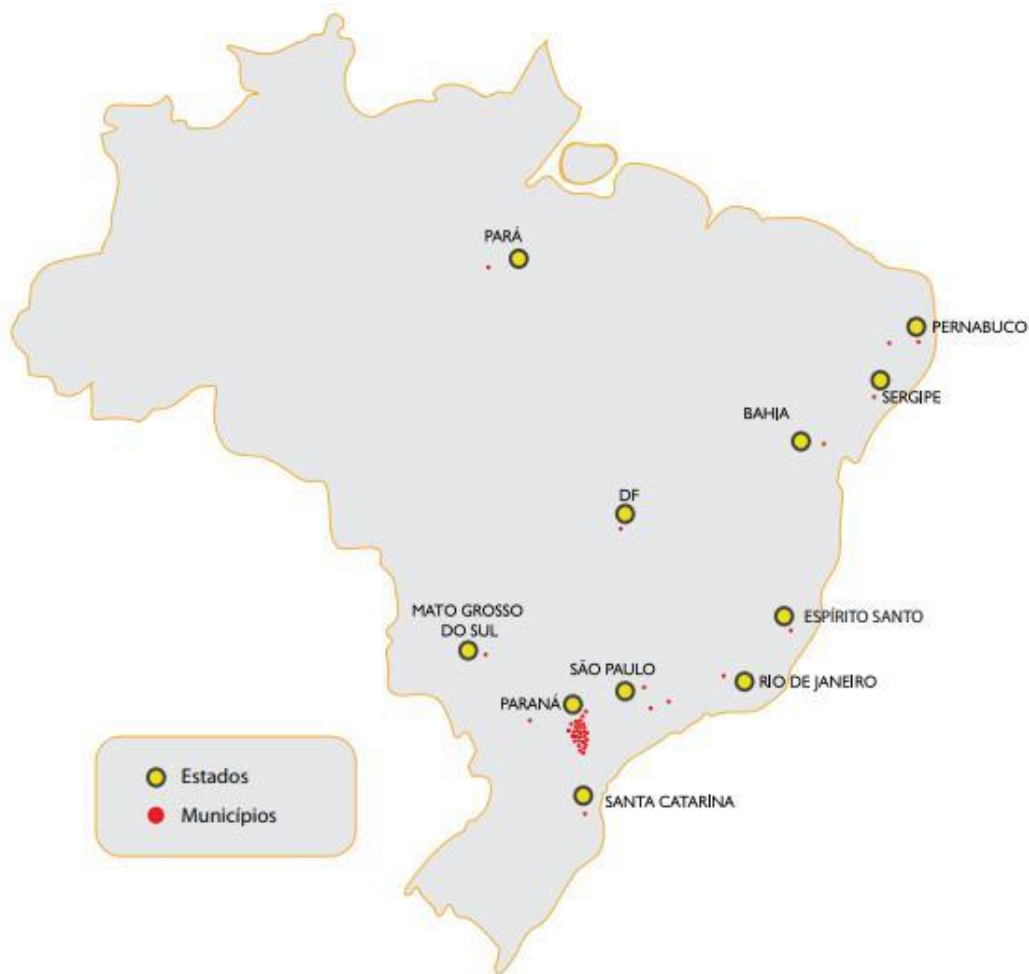 PARÁ
PERNABUCO
SERGIPE
BAHIA
DF
MATO GROSSO
DO SUL
ESPÍRITO SANTO
SÃO PAULO
RIO DE JANEIRO
PARANÁ
SANTA CATARÍNA
Estados
Municípios